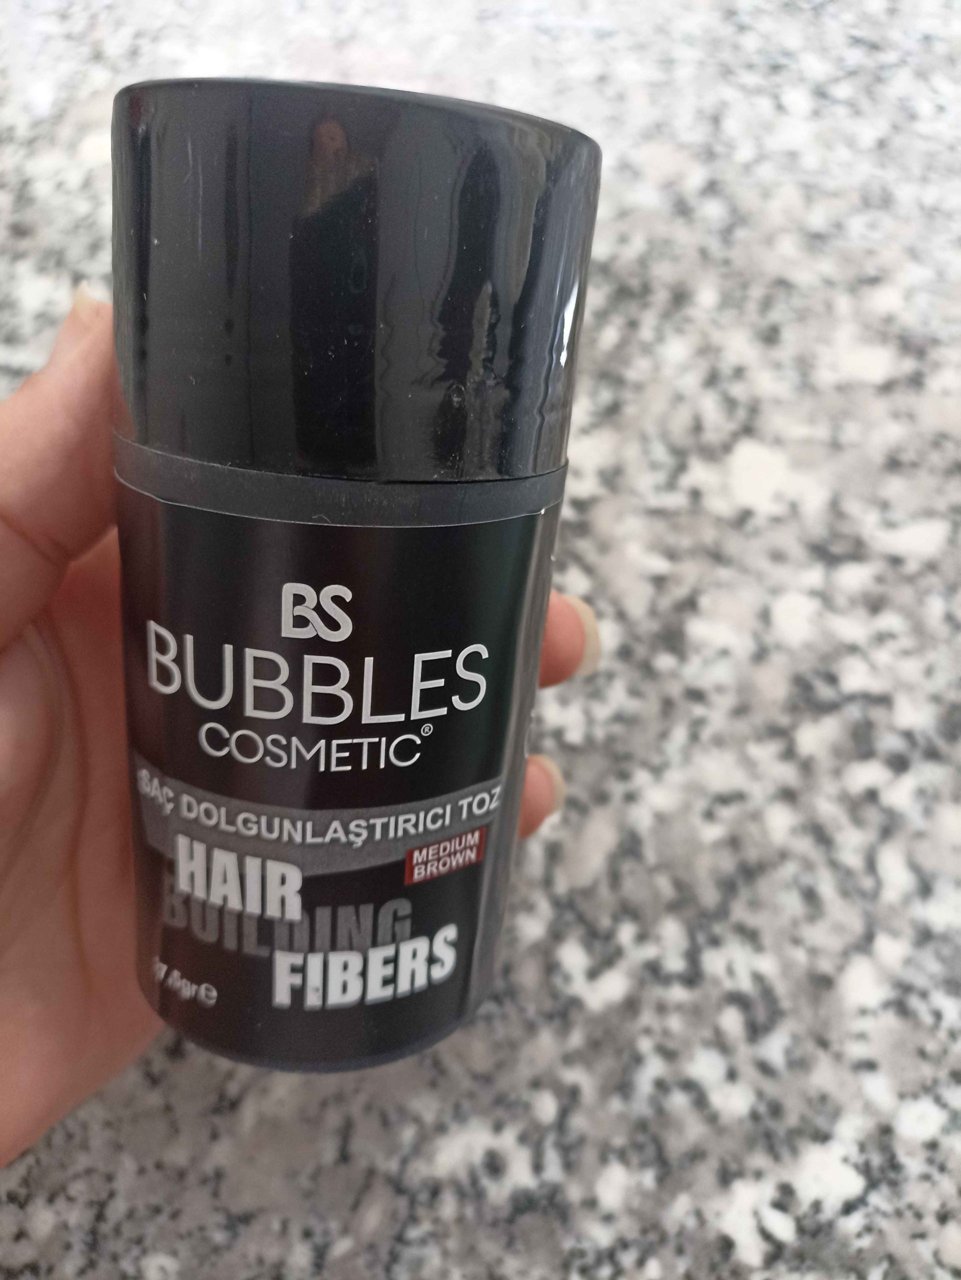 BS
BUBBLES
COSMETIC®
SAÇ DOLGUNLAŞTIRICI TOZ
MEDIUM
BROWN
HAIR
BUILDING
FIBERS